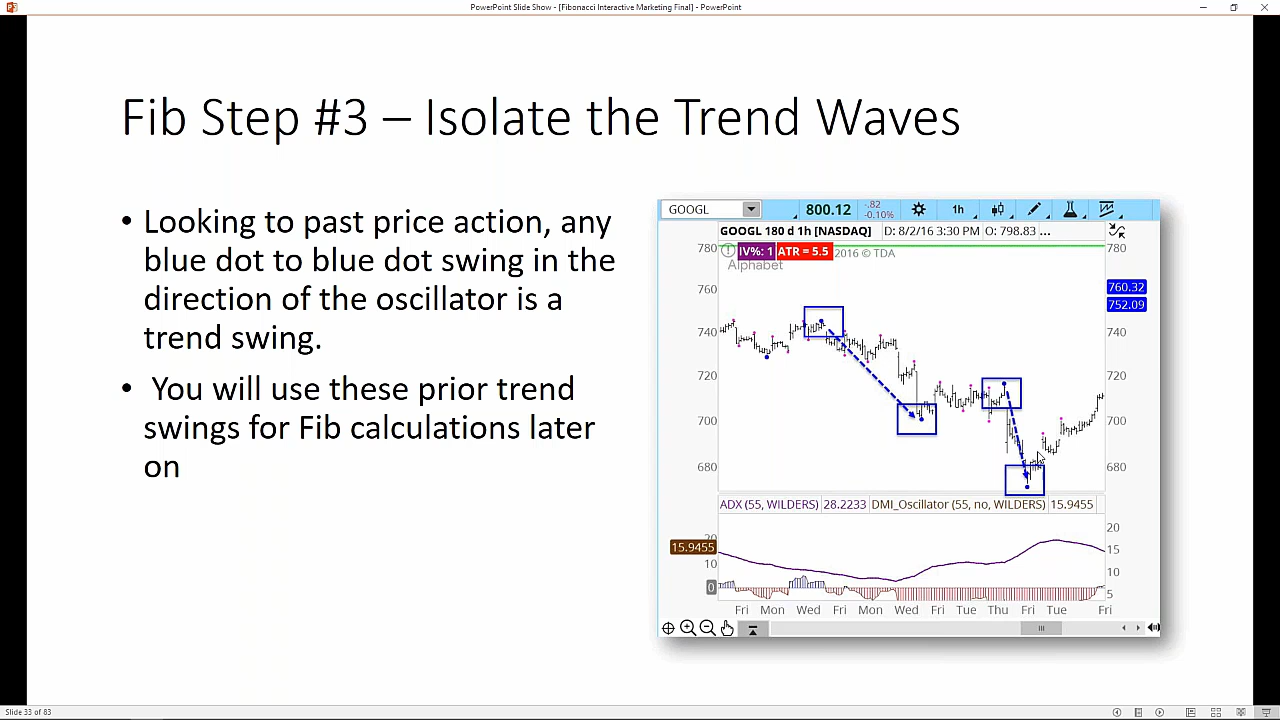 PowerPoint Slide Show - [Fibonacci Interactive Marketing Final] - PowerPoint
Fib Step #3 – Isolate the Trend Waves
• Looking to past price action, any
blue dot to blue dot swing in the
direction of the oscillator is a
trend swing.
• You will use these prior trend
swings for Fib calculations later
on
GOOGL 800.12 -.82 -0.10% 1h
GOOGL 180 d 1h [NASDAQ] D: 8/2/16 3:30 PM O: 798.83 ...
780 IV%: 1 ATR = 5.5 2016 © TDA 780
Alphabet
760 760.32
752.09
740 740
720 720
700 700
680 680
ADX (55, WILDERS) 28.2233 DMI_Oscillator (55, no, WILDERS) 15.9455
20 20
15.9455 15
10 10
0 5
Fri Mon Wed Fri Mon Wed Fri Tue Thu Fri Tue Fri
Slide 33 of 83